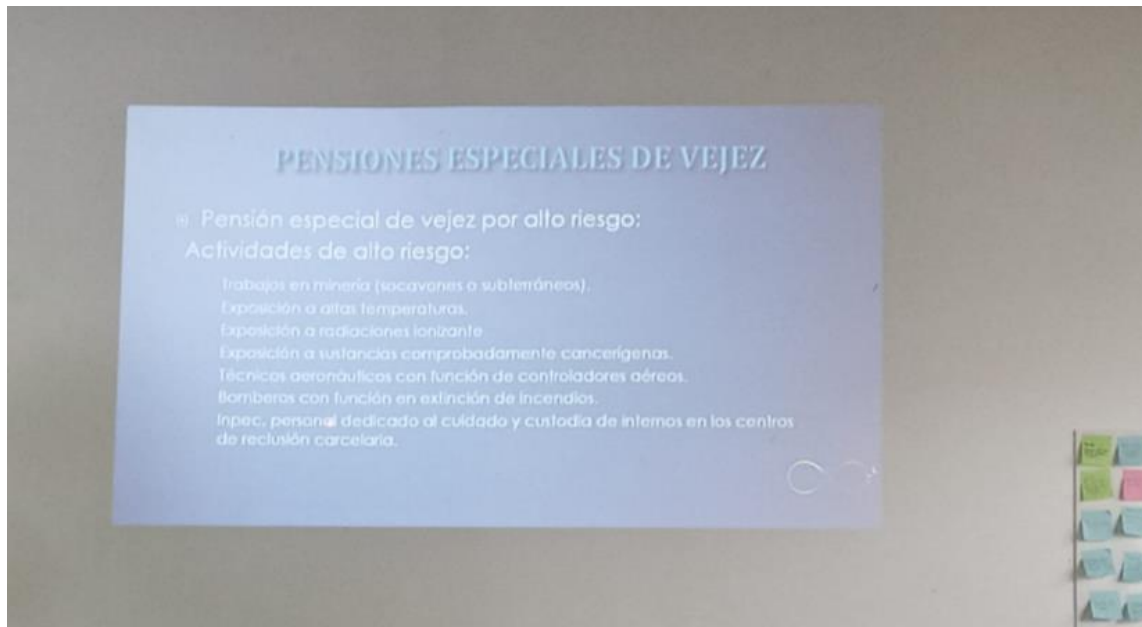 PENSIONES ESPECIALES DE VEJEZ
Pensión especial de vejez por alto riesgo:
Actividades de alto riesgo:
Trabajos en minería (socavones o subterráneos).
Exposición a altas temperaturas.
Exposición a radiaciones ionizante
Exposición a sustancias comprobadamente cancerígenas.
Técnicos aeronáuticos con función de controladores aéreos.
Bomberos con función en extinción de incendios.
Inpec, personal dedicado al cuidado y custodia de internos en los centros
de reclusión carcelaria.